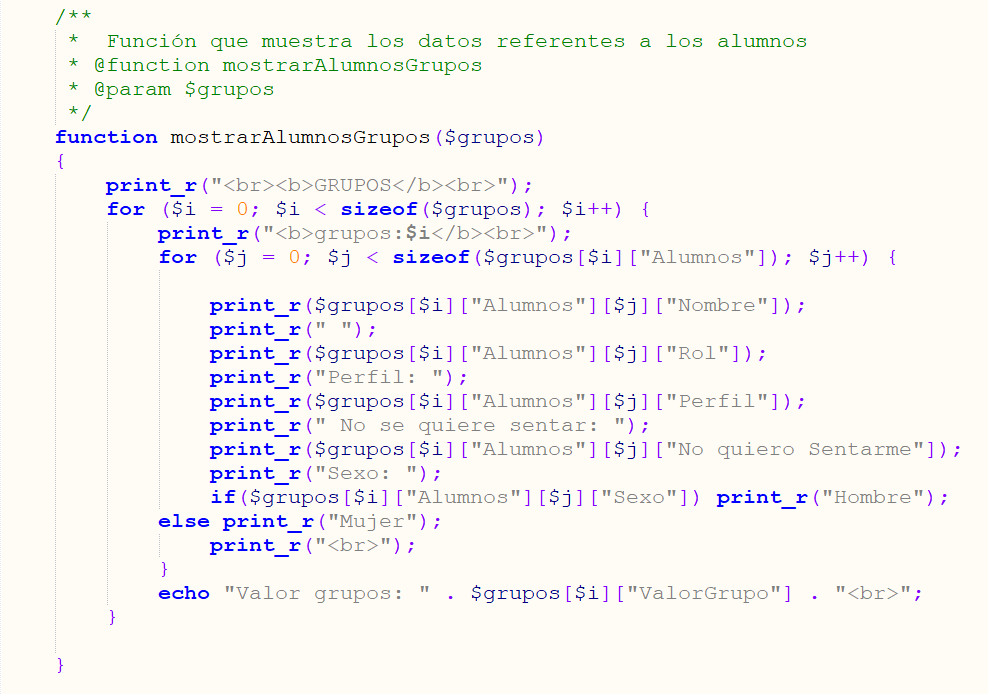 /**
 *  Función que muestra los datos referentes a los alumnos
 * @function mostrarAlumnosGrupos
 * @param $grupos
 */
function mostrarAlumnosGrupos($grupos)
{
    print_r("<br><b>GRUPOS</b><br>");
    for ($i = 0; $i < sizeof($grupos); $i++) {
        print_r("<b>grupos:$i</b><br>");
        for ($j = 0; $j < sizeof($grupos[$i]["Alumnos"]); $j++) {

            print_r($grupos[$i]["Alumnos"][$j]["Nombre"]);
            print_r(" ");
            print_r($grupos[$i]["Alumnos"][$j]["Rol"]);
            print_r("Perfil: ");
            print_r($grupos[$i]["Alumnos"][$j]["Perfil"]);
            print_r(" No se quiere sentar: ");
            print_r($grupos[$i]["Alumnos"][$j]["No quiero Sentarme"]);
            print_r("Sexo: ");
            if($grupos[$i]["Alumnos"][$j]["Sexo"]) print_r("Hombre");
        else print_r("Mujer");
            print_r("<br>");
        }
        echo "Valor grupos: " . $grupos[$i]["ValorGrupo"] . "<br>";
    }

}